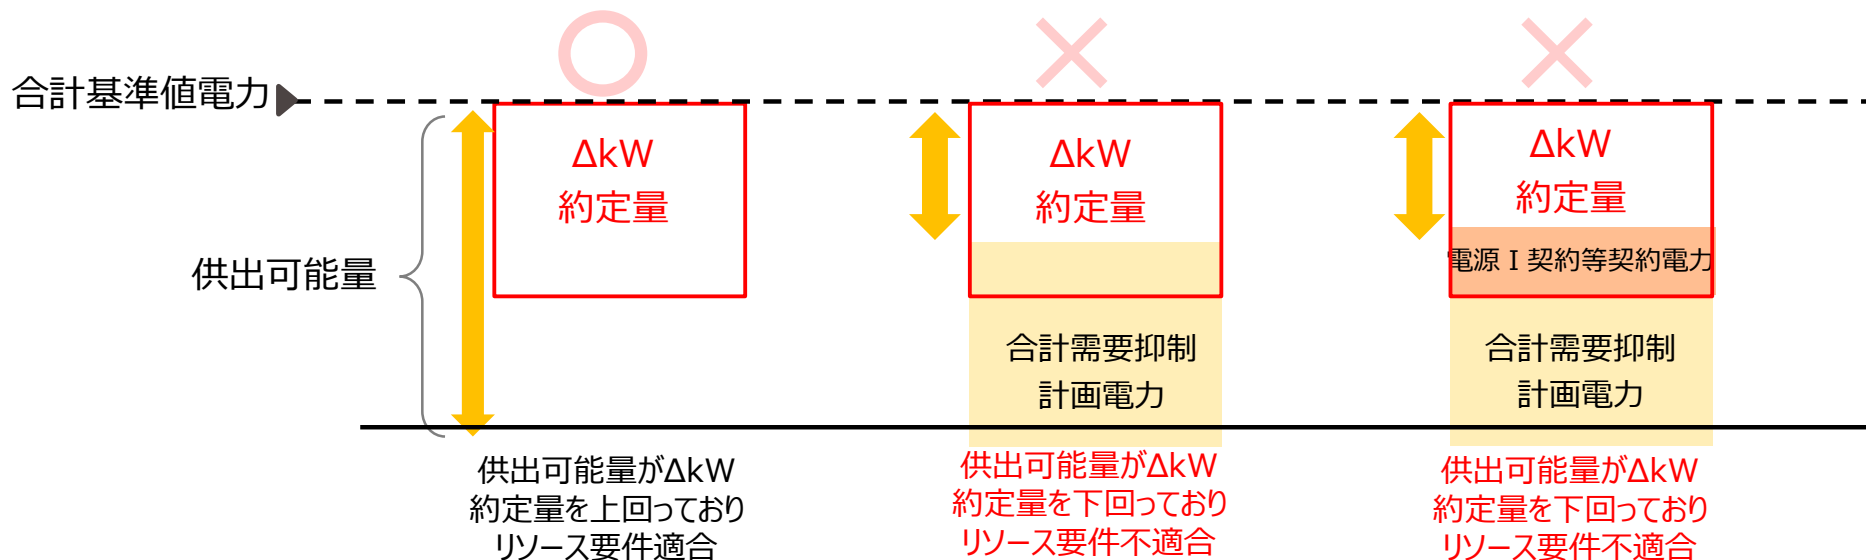 合計基準値電力
供出可能量
ΔkW
約定量
供出可能量がΔkW
約定量を上回っており
リソース要件適合
ΔkW
約定量
合計需要抑制
計画電力
供出可能量がΔkW
約定量を下回っており
リソース要件不適合
ΔkW
約定量
電源Ⅰ契約等契約電力
合計需要抑制
計画電力
供出可能量がΔkW
約定量を下回っており
リソース要件不適合